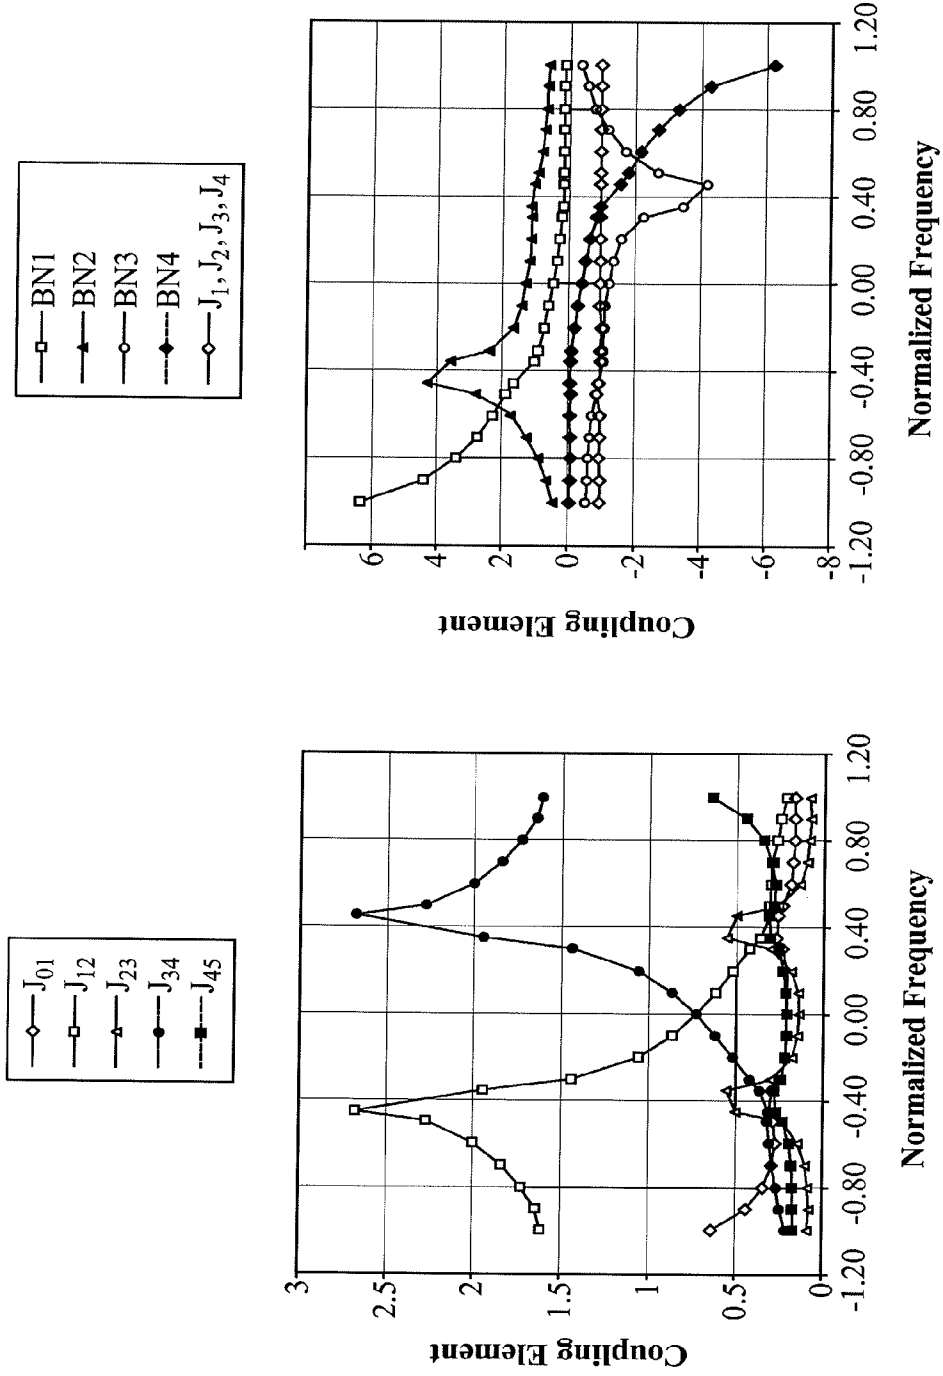 J01
J12
J23
J34
J45
Coupling Element
3
2.5
2
1.5
1
0.5
0
-1.20
-0.80
-0.40
0.00
0.40
0.80
1.20
Normalized Frequency
BN1
BN2
BN3
BN4
J1, J2, J3, J4
Coupling Element
6
4
2
0
-2
-4
-6
-8
-1.20
-0.80
-0.40
0.00
0.40
0.80
1.20
Normalized Frequency